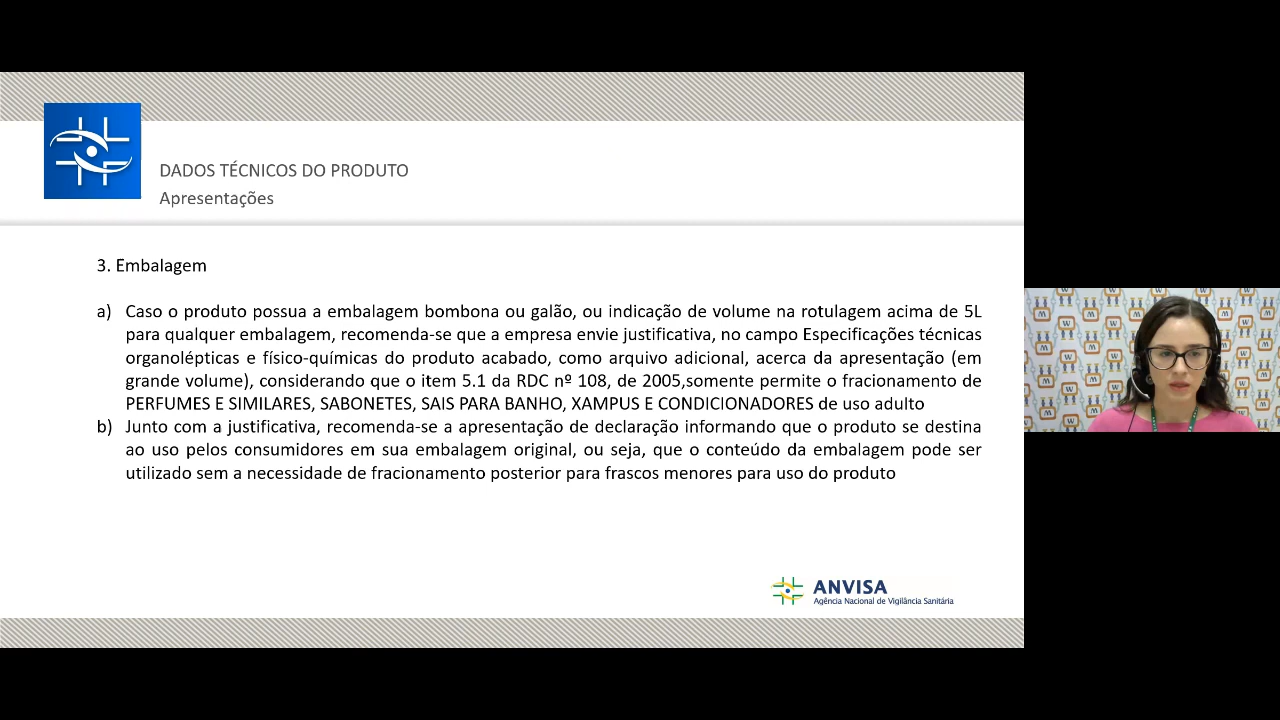 DADOS TÉCNICOS DO PRODUTO
Apresentações
3. Embalagem
a) Caso o produto possua a embalagem bombona ou galão, ou indicação de volume na rotulagem acima de 5L
para qualquer embalagem, recomenda-se que a empresa envie justificativa, no campo Especificações técnicas
organolépticas e físico-químicas do produto acabado, como arquivo adicional, acerca da apresentação (em
grande volume), considerando que o item 5.1 da RDC nº 108, de 2005,somente permite o fracionamento de
PERFUMES E SIMILARES, SABONETES, SAIS PARA BANHO, XAMPUS E CONDICIONADORES de uso adulto
b) Junto com a justificativa, recomenda-se a apresentação de declaração informando que o produto se destina
ao uso pelos consumidores em sua embalagem original, ou seja, que o conteúdo da embalagem pode ser
utilizado sem a necessidade de fracionamento posterior para frascos menores para uso do produto
ANVISA
Agência Nacional de Vigilância Sanitária